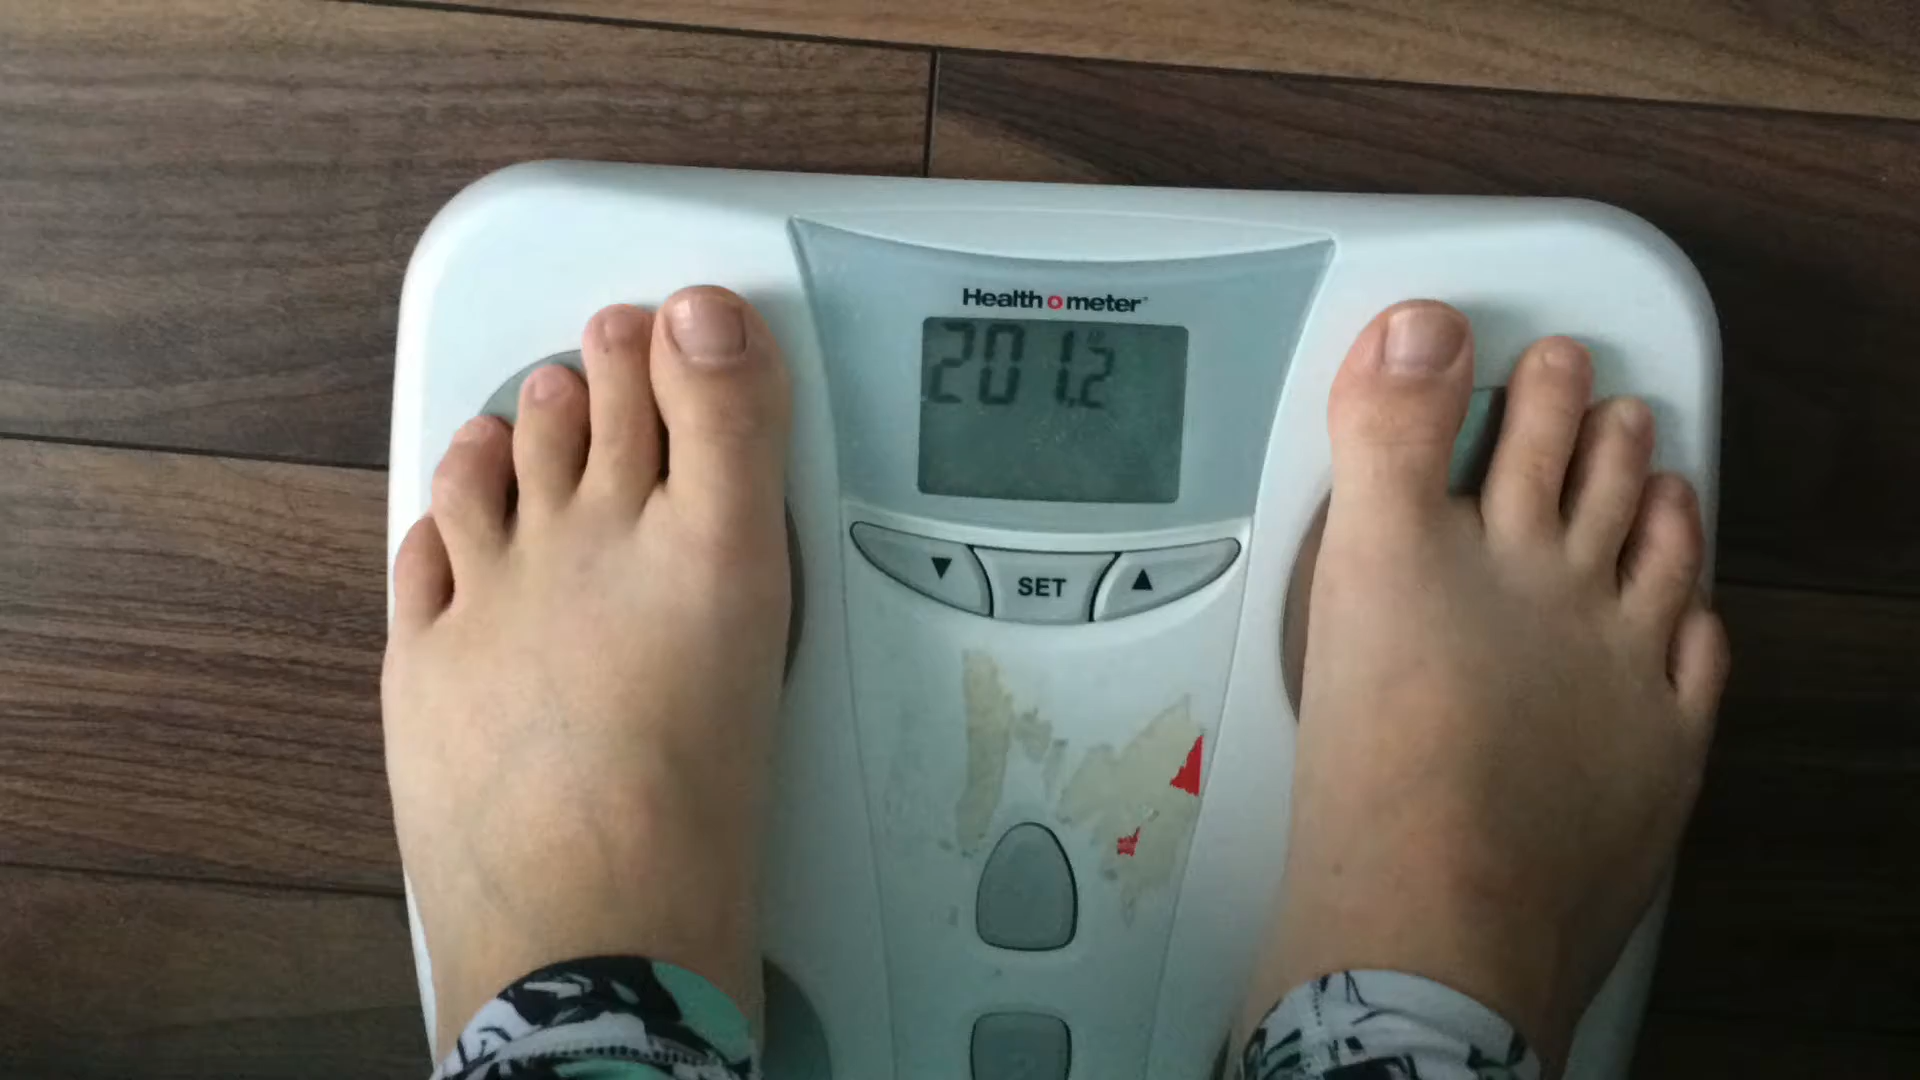 Health o meter
201.2
▼ SET ▲